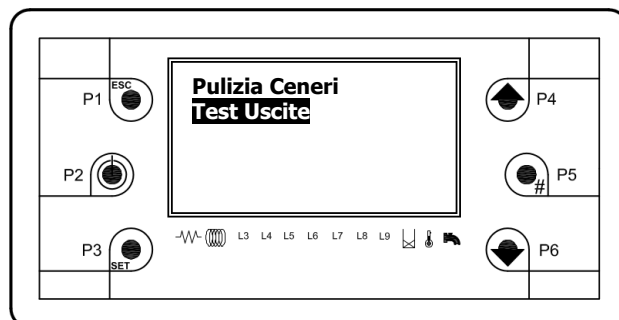 ESC
P1
Pulizia Ceneri
Test Uscite
P4
P2
P5
#
P3
SET
L3 L4 L5 L6 L7 L8 L9
P6